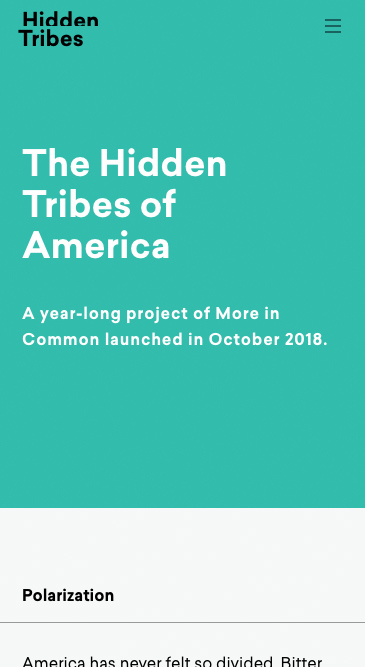 Hidden
Tribes
The Hidden
Tribes of
America
A year-long project of More in
Common launched in October 2018.
Polarization
America has never felt so divided. Bitter